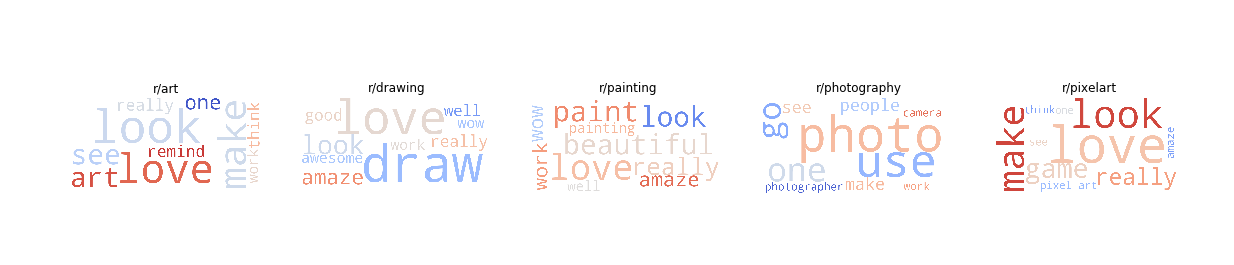 r/art
really one
look
make
think
see remind
work
art love
r/drawing
good love well
wow
look work really
awesome
amaze draw
r/painting
wow paint look
painting
beautiful
work love really
amaze
well
r/photography
go see people camera
photo
one use
photographer make work
r/pixelart
make think one look
see love amaze
game
pixel art really